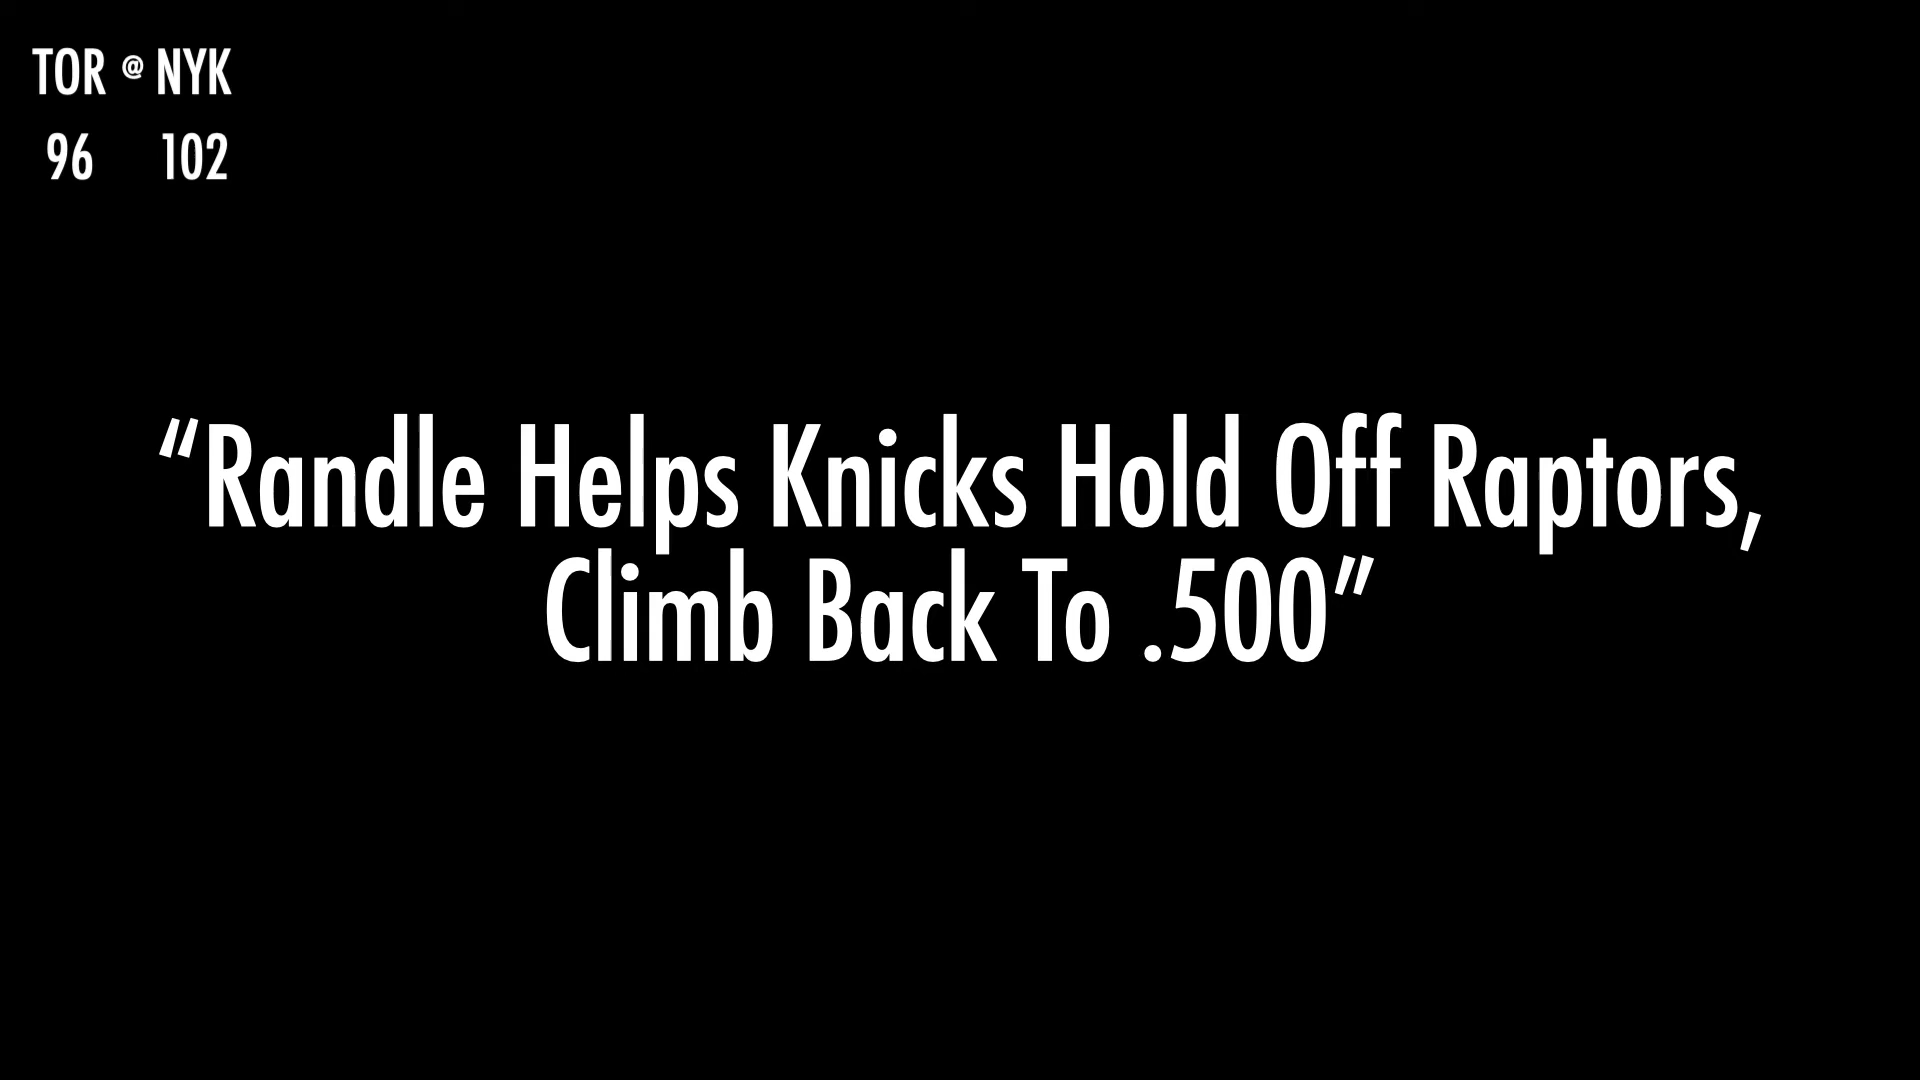 TOR @ NYK
96 102
“Randle Helps Knicks Hold Off Raptors,
Climb Back To .500”